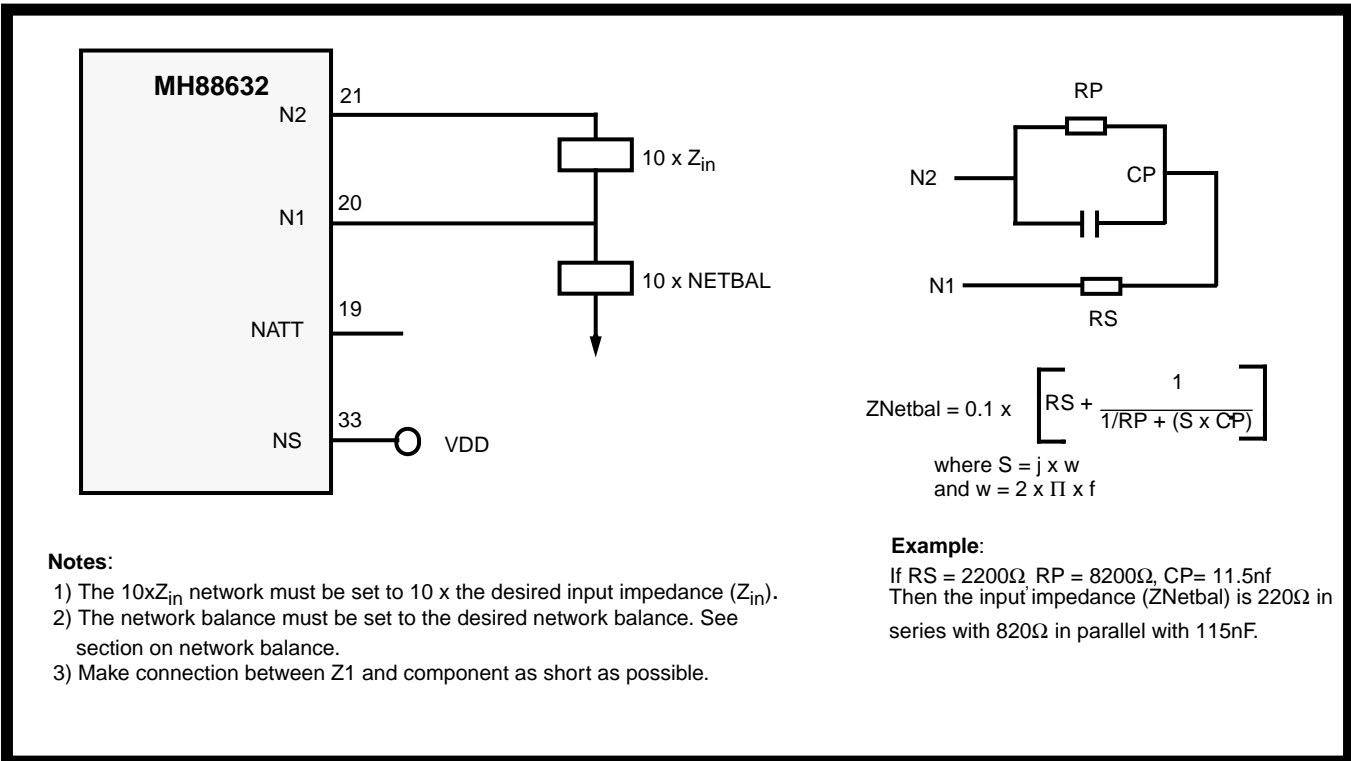 MH88632
N2
21
10 x Zin
N1
20
10 x NETBAL
NATT
19
NS
33
VDD
RP
N2
CP
N1
RS
ZNetbal = 0.1 x [RS + 1
1/RP + (S x CP)]
where S = j x w
and w = 2 x Π x f
Notes:
1) The 10xZin network must be set to 10 x the desired input impedance (Zin).
2) The network balance must be set to the desired network balance. See
section on network balance.
3) Make connection between Z1 and component as short as possible.
Example:
If RS = 2200Ω, RP = 8200Ω, CP= 11.5nf
Then the input impedance (ZNetbal) is 220Ω in
series with 820Ω in parallel with 115nF.